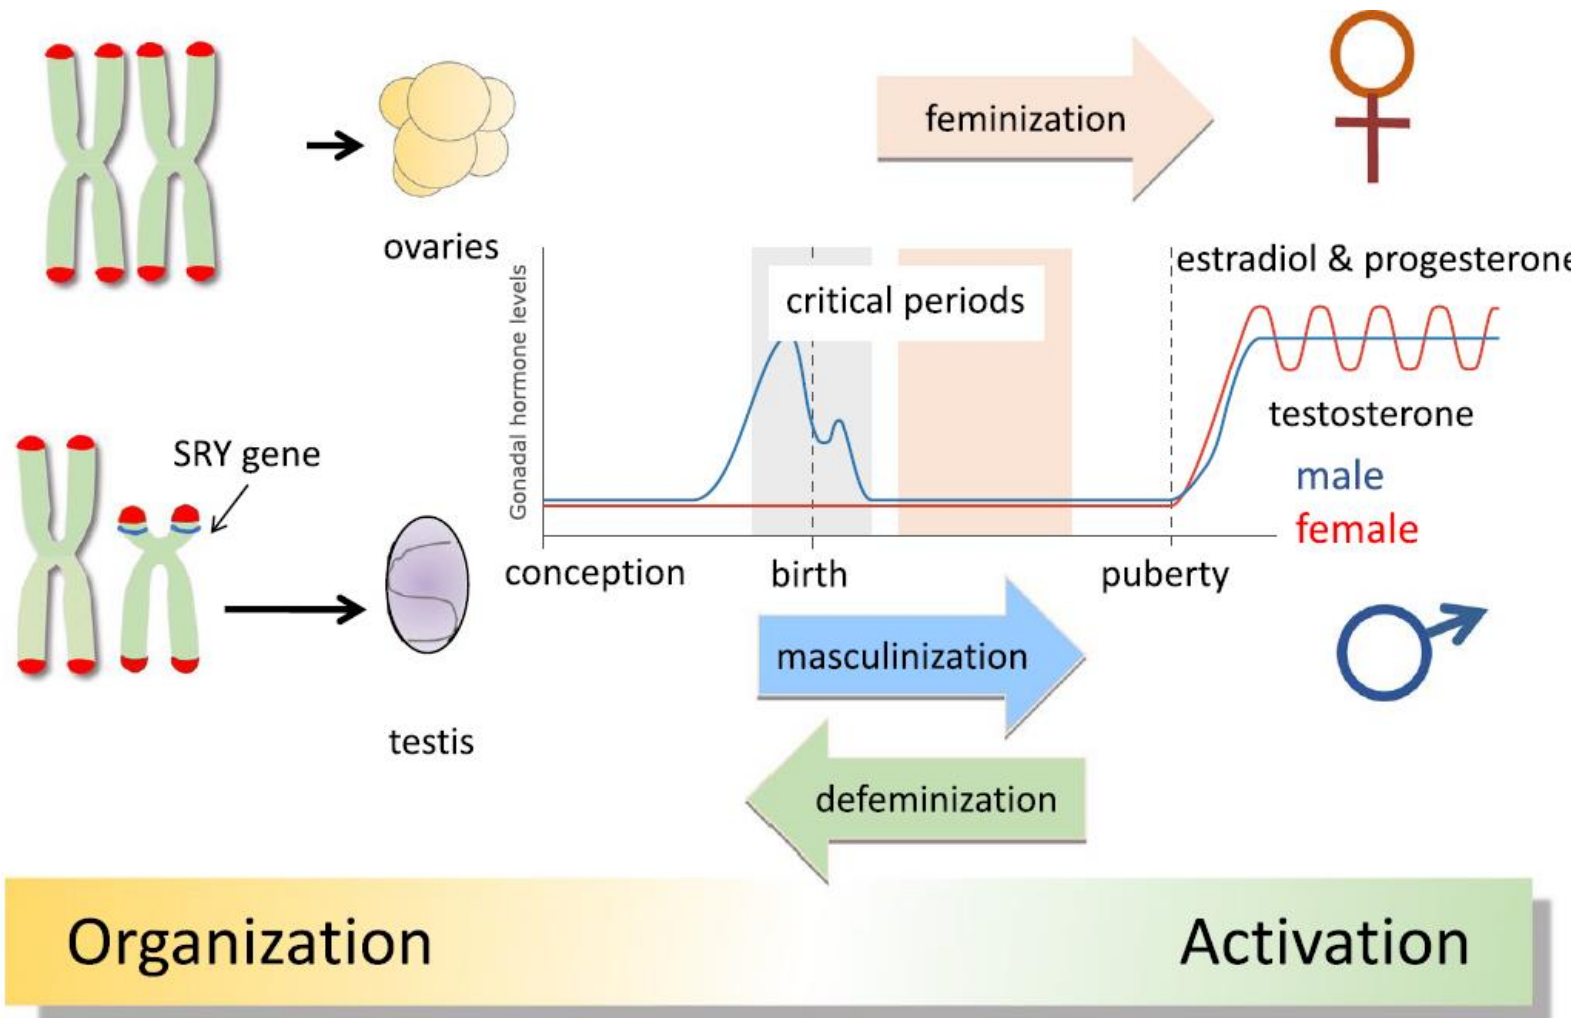 feminization
ovaries
estradiol & progesterone
Gonadal hormone levels
critical periods
testosterone
SRY gene
male
female
conception
birth
puberty
masculinization
testis
defeminization
Organization
Activation